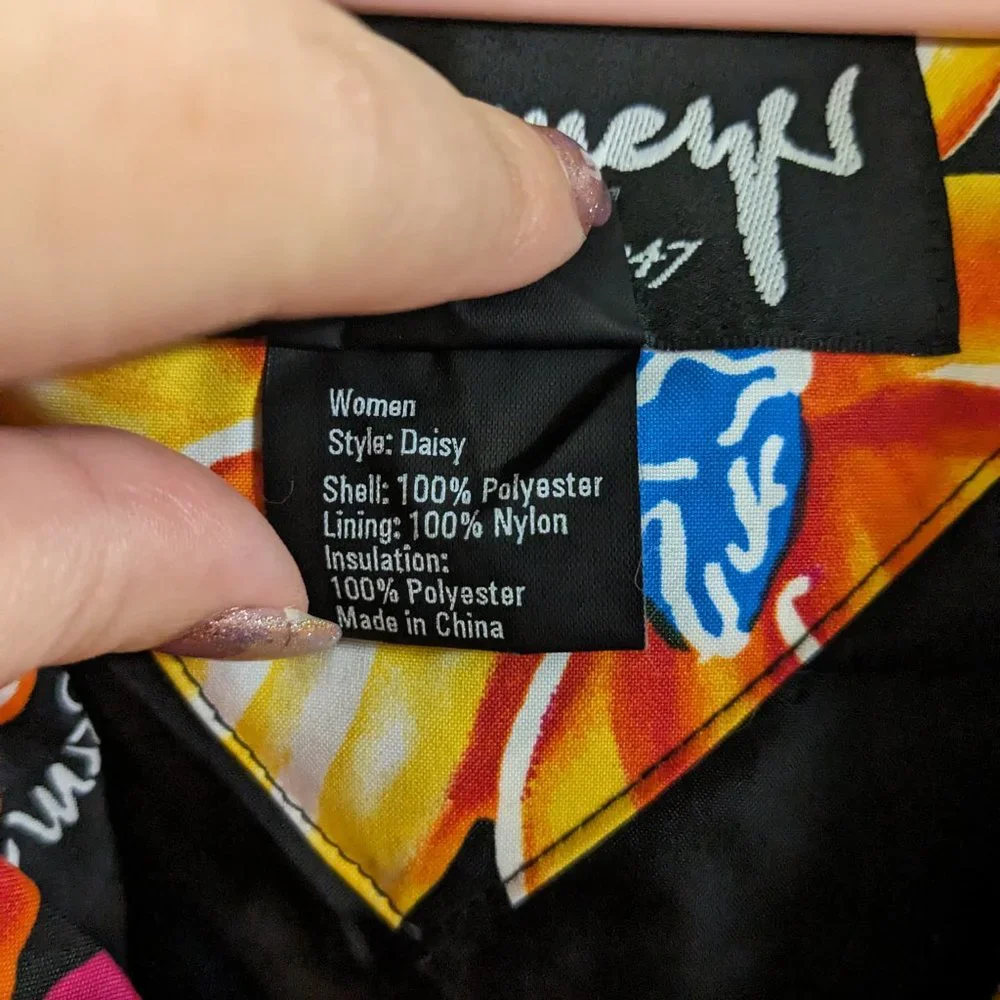 Women
Style: Daisy
Shell: 100% Polyester
Lining: 100% Nylon
Insulation:
100% Polyester
Made in China